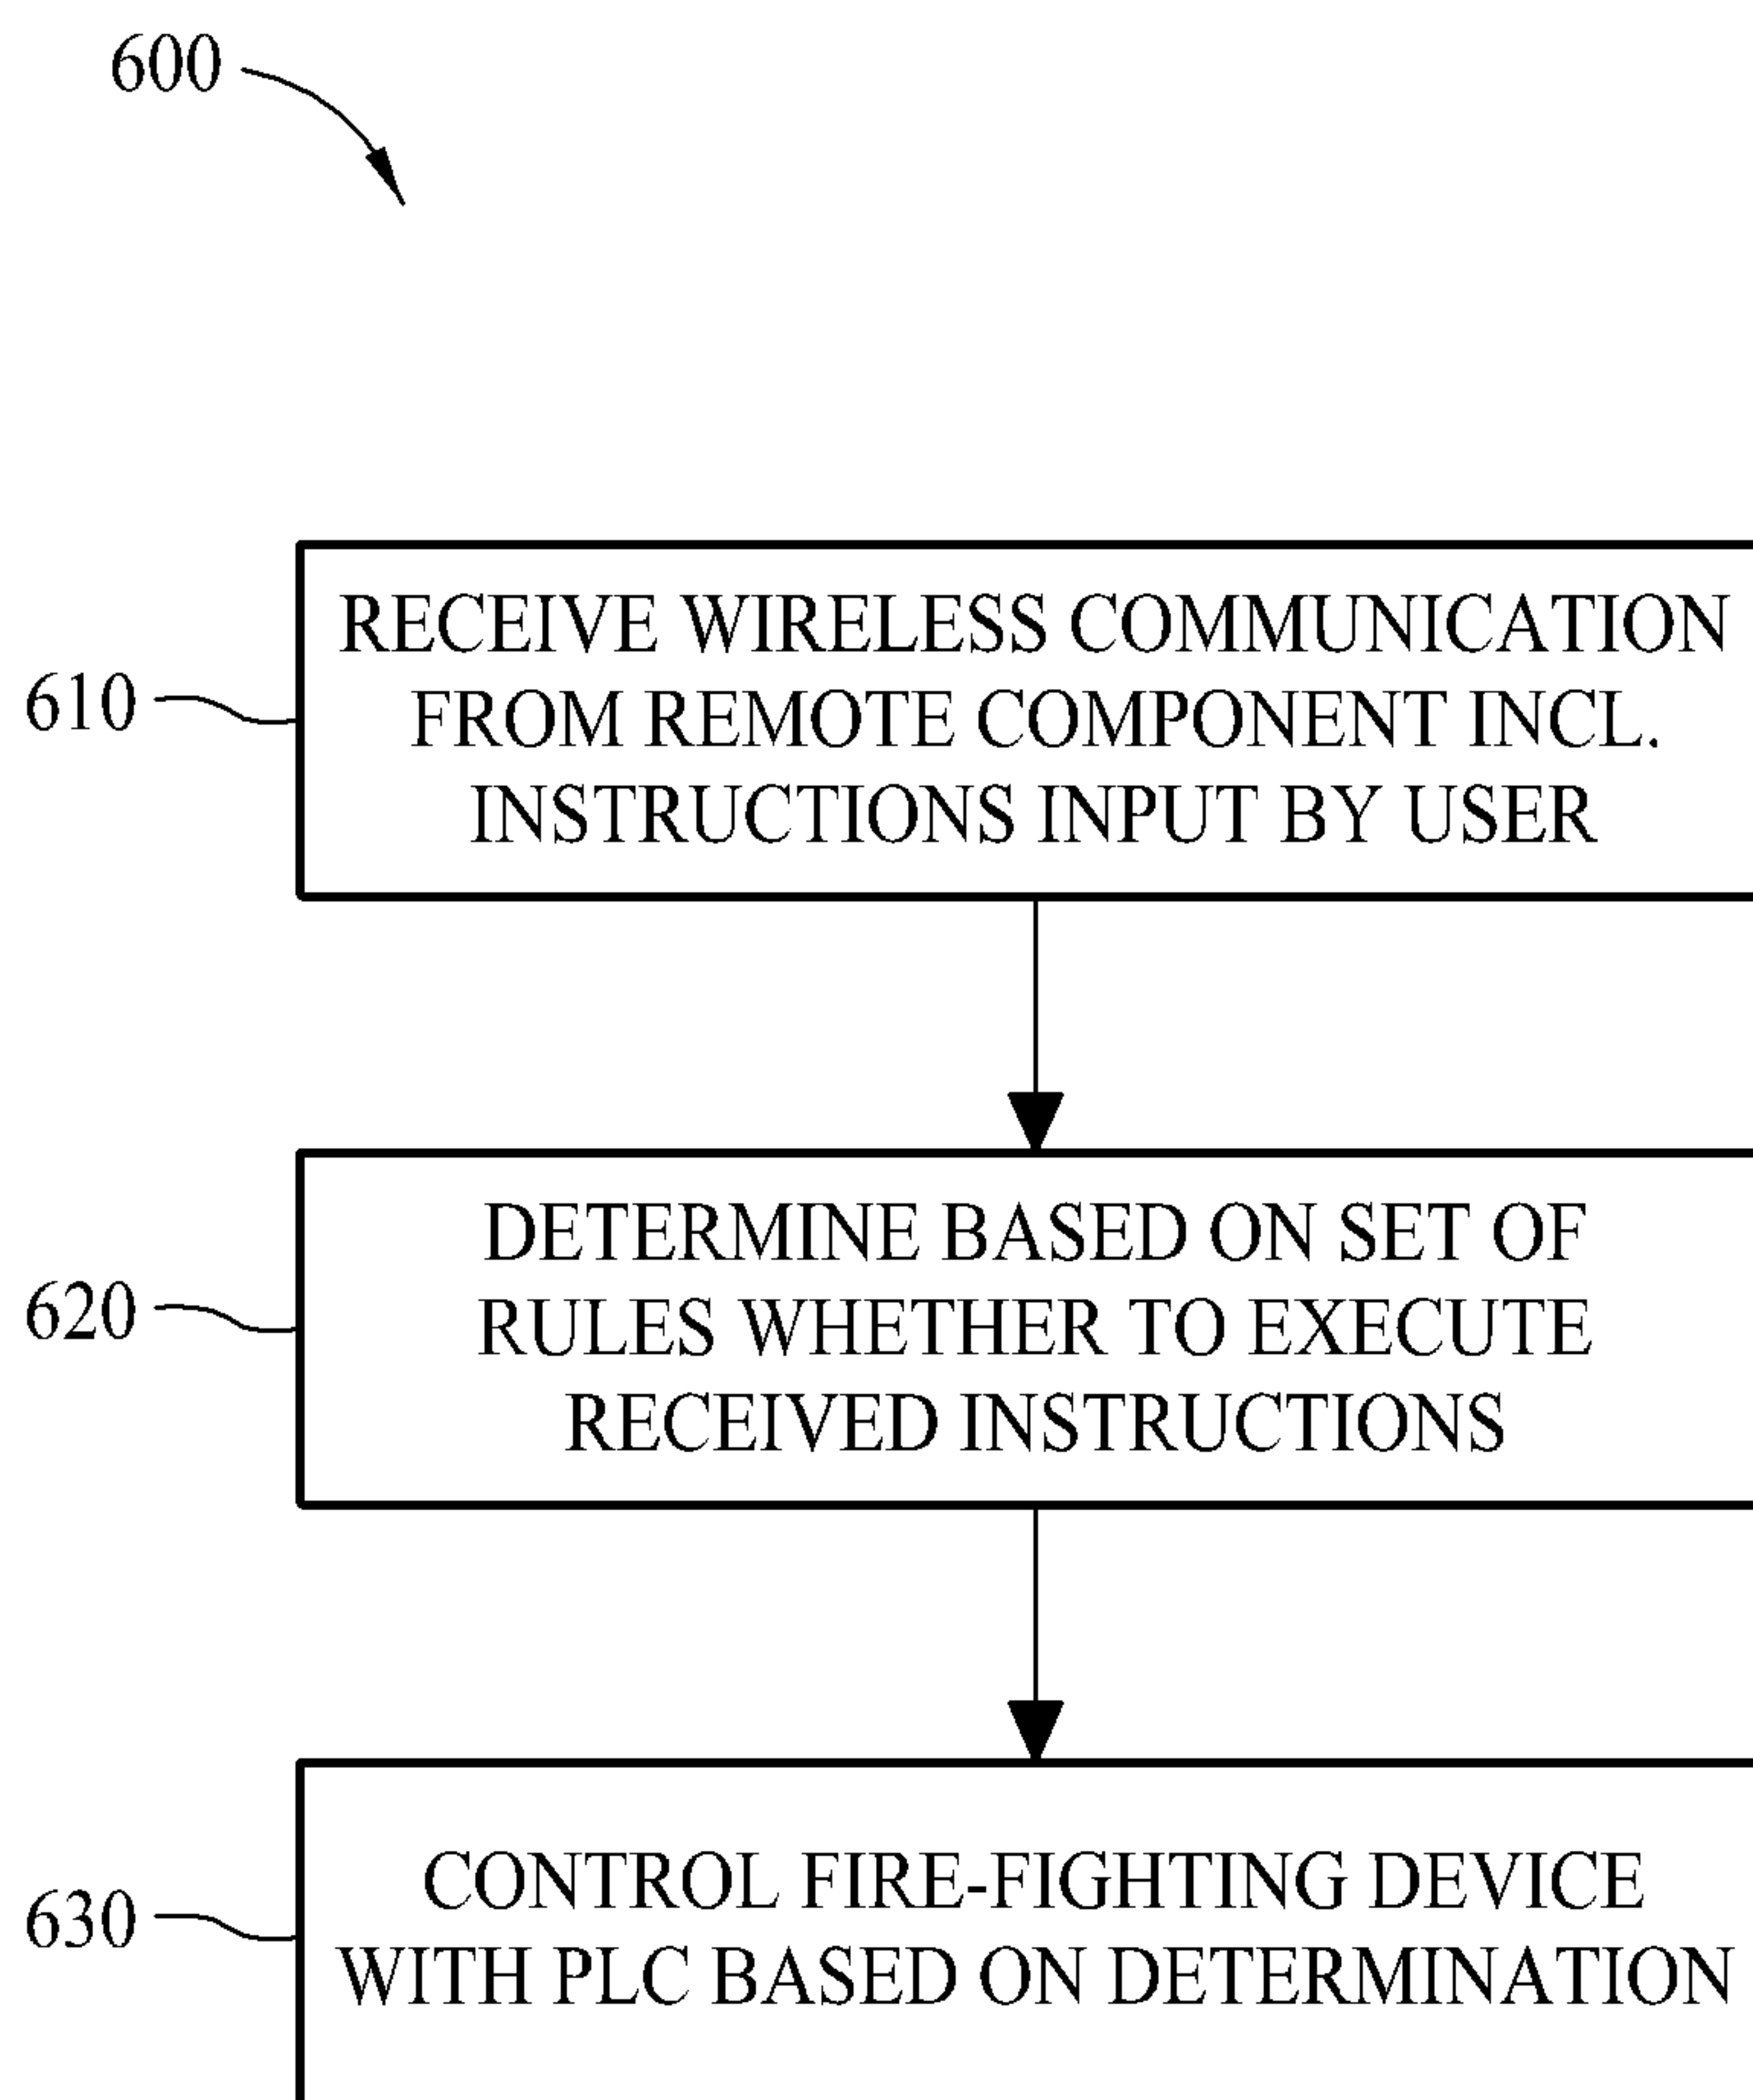 600
610
RECEIVE WIRELESS COMMUNICATION
FROM REMOTE COMPONENT INCL.
INSTRUCTIONS INPUT BY USER
620
DETERMINE BASED ON SET OF
RULES WHETHER TO EXECUTE
RECEIVED INSTRUCTIONS
630
CONTROL FIRE-FIGHTING DEVICE
WITH PLC BASED ON DETERMINATION